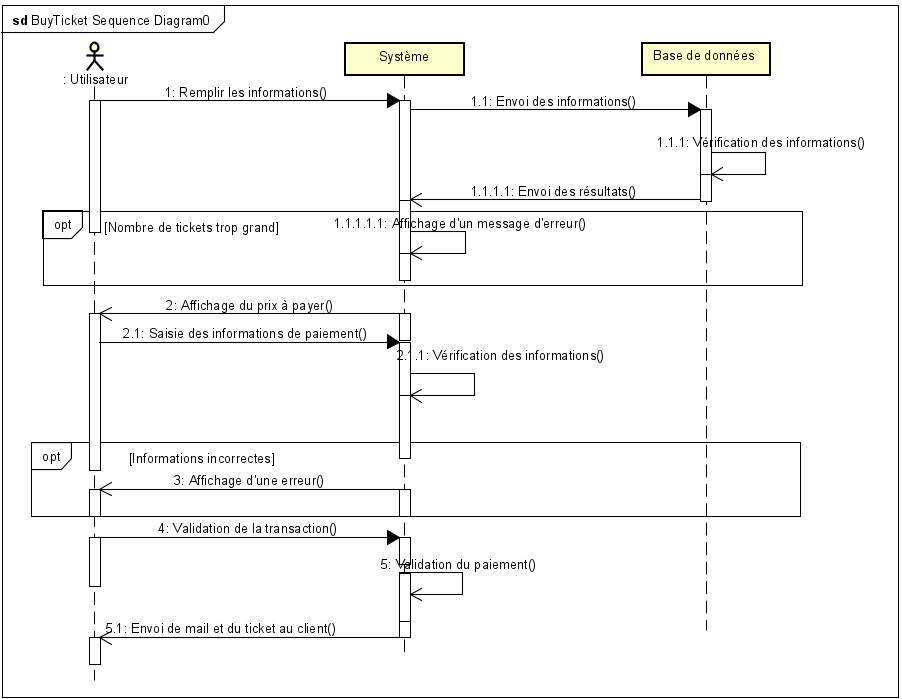 sd BuyTicket Sequence Diagram0
: Utilisateur
Système
Base de données
1: Remplir les informations()
1.1: Envoi des informations()
1.1.1: Vérification des informations()
1.1.1.1: Envoi des résultats()
opt
[Nombre de tickets trop grand]
1.1.1.1.1: Affichage d'un message d'erreur()
2: Affichage du prix à payer()
2.1: Saisie des informations de paiement()
2.1.1: Vérification des informations()
opt
[Informations incorrectes]
3: Affichage d'une erreur()
4: Validation de la transaction()
5: Validation du paiement()
5.1: Envoi de mail et du ticket au client()